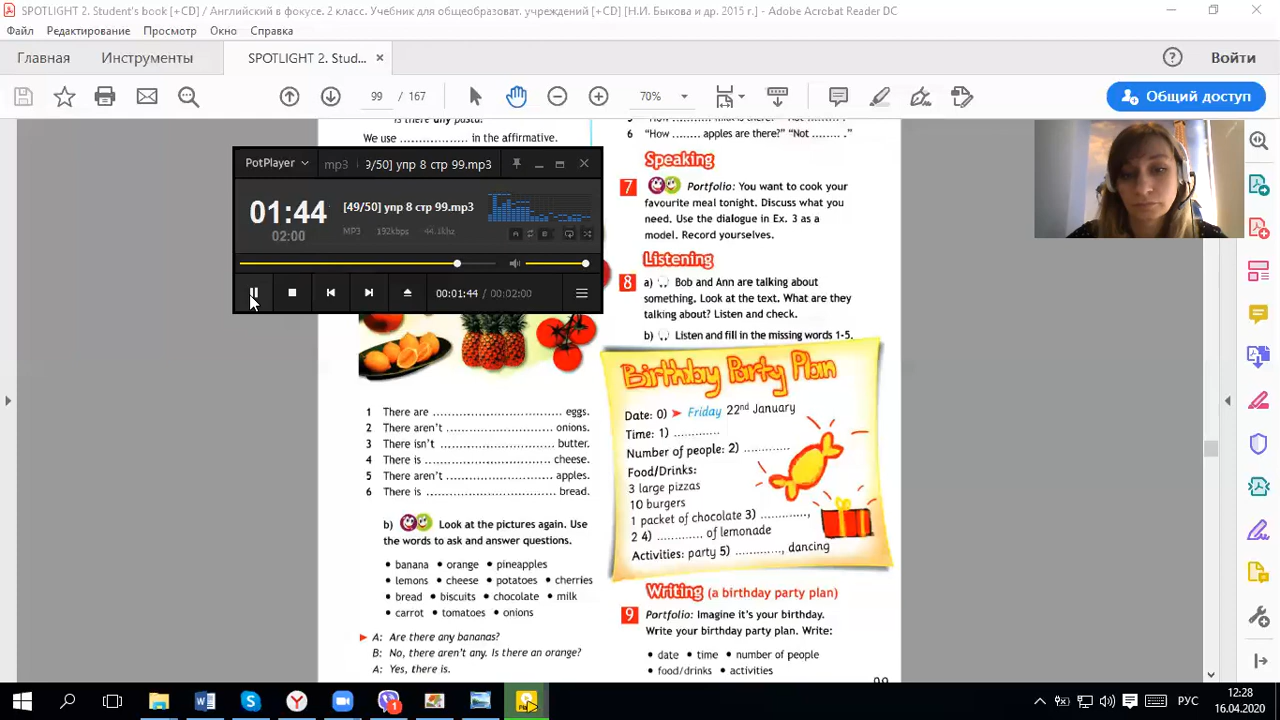 SPOTLIGHT 2. Student's book [+CD] / Английский в фокусе. 2 класс. Учебник для общеобразоват. учреждений [+CD] [Н.И. Быкова и др. 2015 г.] - Adobe Acrobat Reader DC
Файл Редактирование Просмотр Окно Справка
Главная Инструменты SPOTLIGHT 2. Stud... Войти
99 / 167 70% Общий доступ
Is there any pasta?
We use ................ in the affirmative.
PotPlayer mp3 9/50] упр 8 стр 99.mp3
01:44 [49/50] упр 8 стр 99.mp3
02:00 MP3 192kbps 44.1khz
00:01:44 / 00:02:00
1 There are ................ eggs.
2 There aren't ................ onions.
3 There isn't ................ butter.
4 There is ................ cheese.
5 There aren't ................ apples.
6 There is ................ bread.
b) Look at the pictures again. Use
the words to ask and answer questions.
• banana • orange • pineapples
• lemons • cheese • potatoes • cherries
• bread • biscuits • chocolate • milk
• carrot • tomatoes • onions
A: Are there any bananas?
B: No, there aren't any. Is there an orange?
A: Yes, there is.
6 "How ........ apples are there?" "Not ........ ."
Speaking
7 Portfolio: You want to cook your
favourite meal tonight. Discuss what you
need. Use the dialogue in Ex. 3 as a
model. Record yourselves.
Listening
8 a) Bob and Ann are talking about
something. Look at the text. What are they
talking about? Listen and check.
b) Listen and fill in the missing words 1-5.
Birthday Party Plan
Date: 0) Friday 22nd January
Time: 1) ............
Number of people: 2) ............
Food/Drinks:
3 large pizzas
10 burgers
1 packet of chocolate 3) ............,
2 4) ............ of lemonade
Activities: party 5) ............, dancing
Writing (a birthday party plan)
9 Portfolio: Imagine it's your birthday.
Write your birthday party plan. Write:
• date • time • number of people
• food/drinks • activities
РУС 12:28
16.04.2020